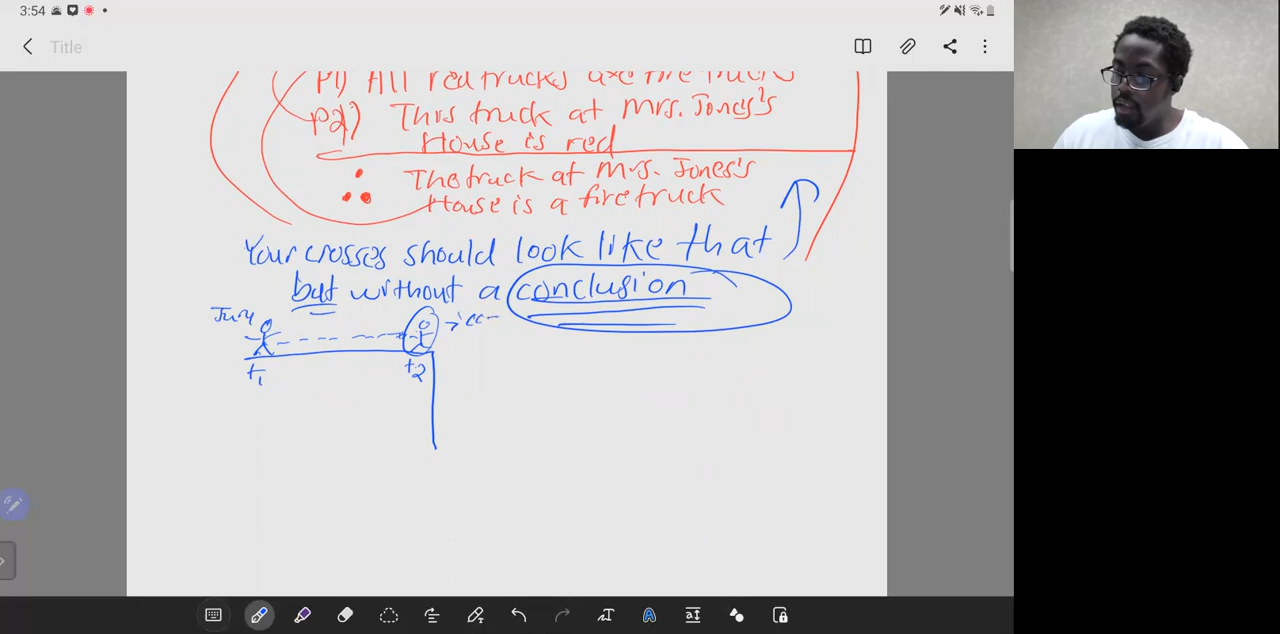 3:54
Title
P1) All red trucks are fire trucks
P2) This truck at Mrs. Jones's
House is red
∴ The truck at Mrs. Jones's
House is a firetruck
Your crosses should look like that
but without a conclusion
Jury
t1 t2